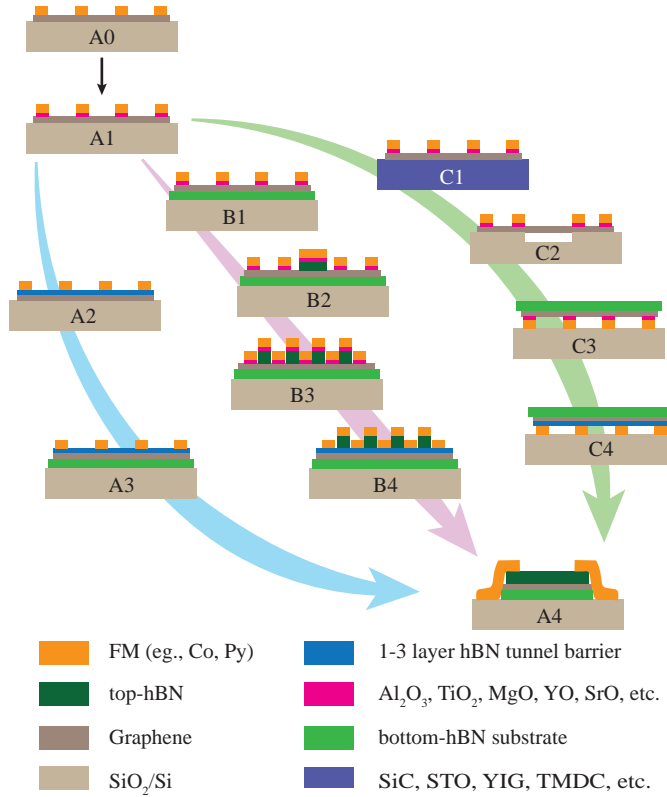 A0
A1
C1
B1
C2
B2
A2
C3
B3
C4
A3
B4
A4
FM (eg., Co, Py)
1-3 layer hBN tunnel barrier
top-hBN
Al₂O₃, TiO₂, MgO, YO, SrO, etc.
Graphene
bottom-hBN substrate
SiO₂/Si
SiC, STO, YIG, TMDC, etc.